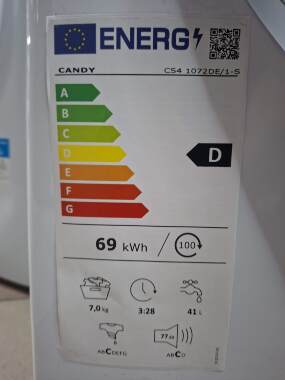 ENERG
CANDY CS4 1072DE/1-S
A
B
C
D
E
F
G
D
69 kWh / 100
7,0 kg
3:28
41 L
ABCDEFG
77 dB
ABCD